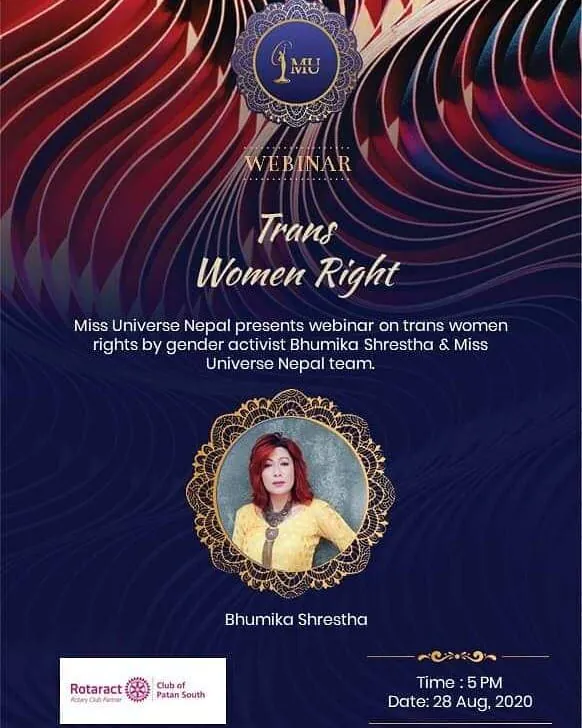 MU
WEBINAR
Trans
Women Right
Miss Universe Nepal presents webinar on trans women
rights by gender activist Bhumika Shrestha & Miss
Universe Nepal team.
Bhumika Shrestha
Rotaract
Rotary Club Partner
Club of
Patan South
Time : 5 PM
Date: 28 Aug, 2020